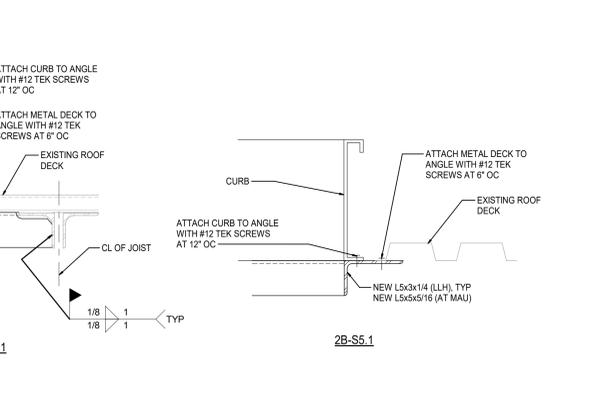 ATTACH CURB TO ANGLE
WITH #12 TEK SCREWS
AT 12" OC
ATTACH METAL DECK TO
ANGLE WITH #12 TEK
SCREWS AT 6" OC
EXISTING ROOF
DECK
CL OF JOIST
1/8
1
1/8
1
TYP
.1
ATTACH METAL DECK TO
ANGLE WITH #12 TEK
SCREWS AT 6" OC
CURB
EXISTING ROOF
DECK
ATTACH CURB TO ANGLE
WITH #12 TEK SCREWS
AT 12" OC
NEW L5x3x1/4 (LLH), TYP
NEW L5x5x5/16 (AT MAU)
2B-S5.1